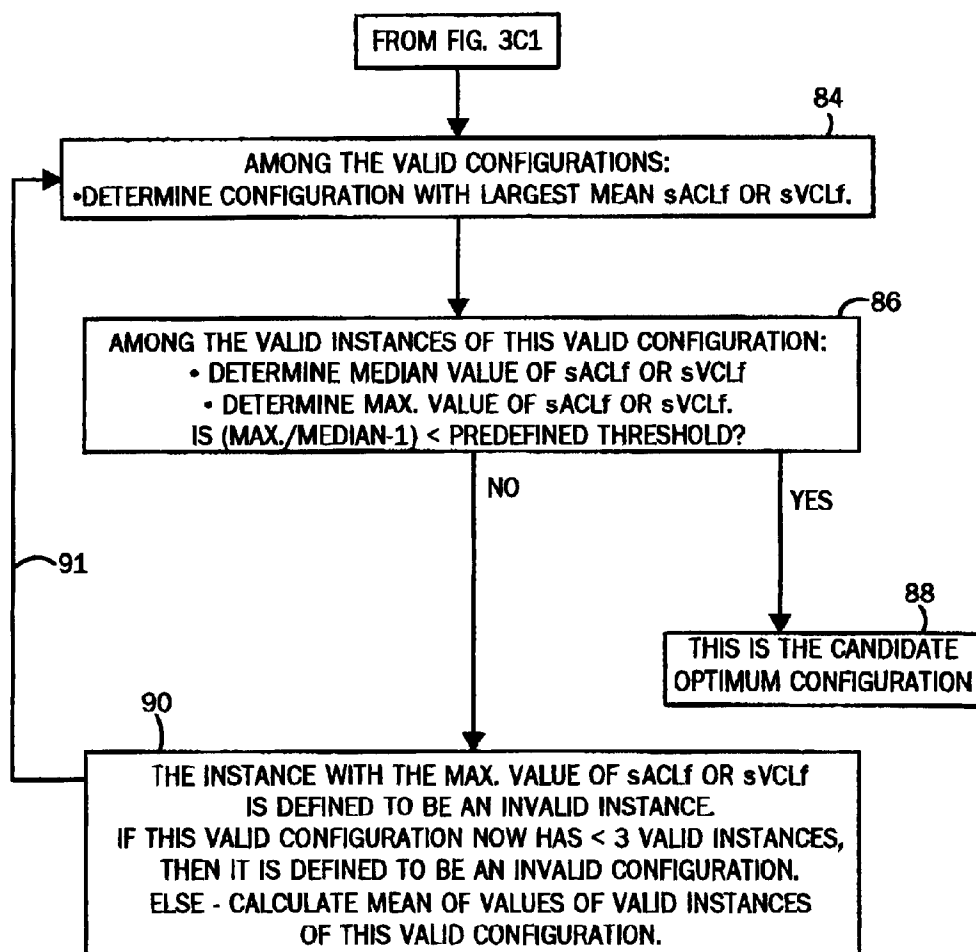 FROM FIG. 3C1
84
AMONG THE VALID CONFIGURATIONS:
•DETERMINE CONFIGURATION WITH LARGEST MEAN sACLf OR sVCLf.
86
AMONG THE VALID INSTANCES OF THIS VALID CONFIGURATION:
• DETERMINE MEDIAN VALUE OF sACLf OR sVCLf
• DETERMINE MAX. VALUE OF sACLf OR sVCLf.
IS (MAX./MEDIAN-1) < PREDEFINED THRESHOLD?
NO
YES
91
88
THIS IS THE CANDIDATE
OPTIMUM CONFIGURATION
90
THE INSTANCE WITH THE MAX. VALUE OF sACLf OR sVCLf
IS DEFINED TO BE AN INVALID INSTANCE.
IF THIS VALID CONFIGURATION NOW HAS < 3 VALID INSTANCES,
THEN IT IS DEFINED TO BE AN INVALID CONFIGURATION.
ELSE - CALCULATE MEAN OF VALUES OF VALID INSTANCES
OF THIS VALID CONFIGURATION.